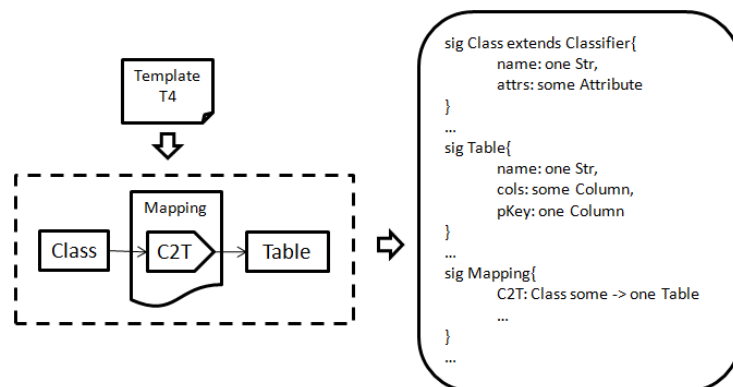 Template
T4
Mapping
Class
C2T
Table
sig Class extends Classifier{
name: one Str,
attrs: some Attribute
}
...
sig Table{
name: one Str,
cols: some Column,
pKey: one Column
}
...
sig Mapping{
C2T: Class some -> one Table
...
}
...